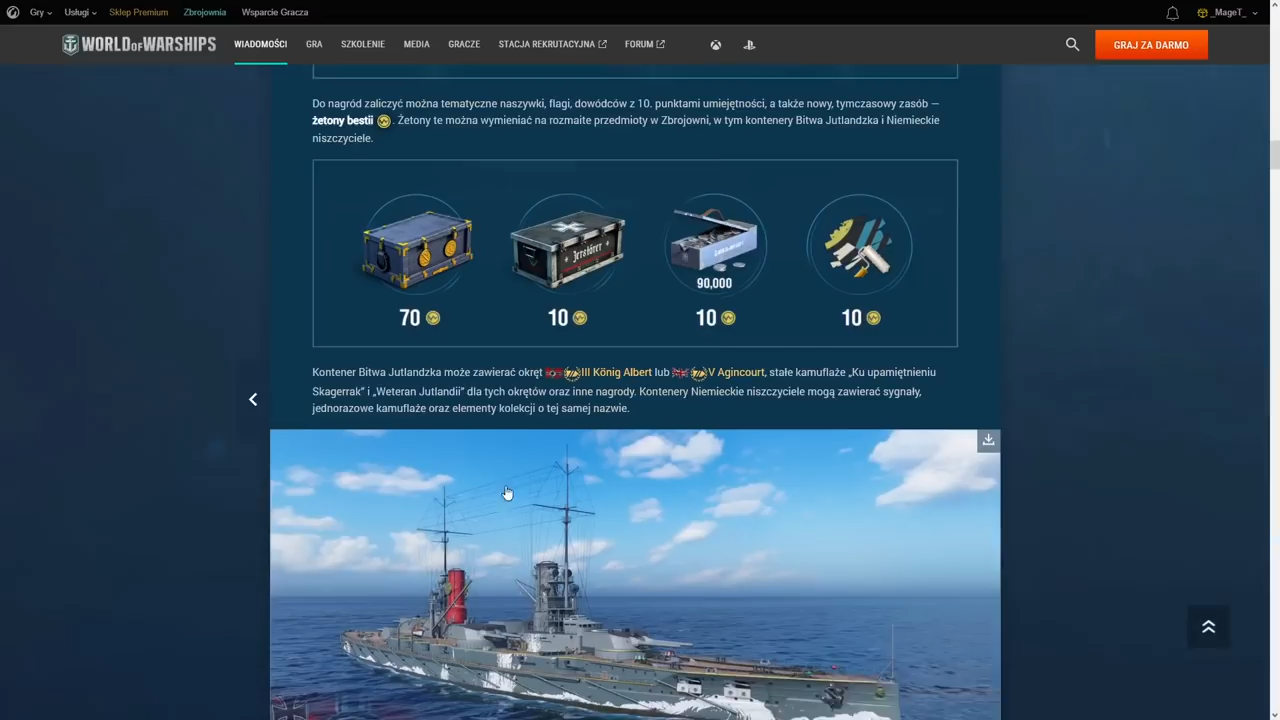 Gry Usługi Sklep Premium Zbrojownia Wsparcie Gracza _MageT_
WORLD OF WARSHIPS WIADOMOŚCI GRA SZKOLENIE MEDIA GRACZE STACJA REKRUTACYJNA FORUM GRAJ ZA DARMO
Do nagród zaliczyć można tematyczne naszywki, flagi, dowódców z 10. punktami umiejętności, a także nowy, tymczasowy zasób —
żetony bestii . Żetony te można wymieniać na rozmaite przedmioty w Zbrojowni, w tym kontenery Bitwa Jutlandzka i Niemieckie
niszczyciele.
Zerstörer
90,000
70 10 10 10
Kontener Bitwa Jutlandzka może zawierać okręt III König Albert lub V Agincourt, stałe kamuflaże „Ku upamiętnieniu
Skagerrak” i „Weteran Jutlandii” dla tych okrętów oraz inne nagrody. Kontenery Niemieckie niszczyciele mogą zawierać sygnały,
jednorazowe kamuflaże oraz elementy kolekcji o tej samej nazwie.